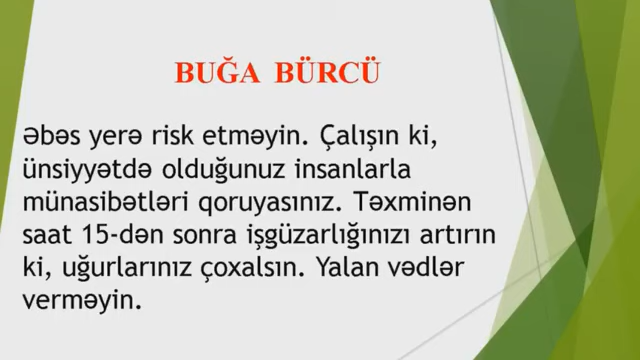 BUĞA BÜRCÜ
Əbəs yerə risk etməyin. Çalışın ki,
ünsiyyətdə olduğunuz insanlarla
münasibətləri qoruyasınız. Təxminən
saat 15-dən sonra işgüzarlığınızı artırın
ki, uğurlarınız çoxalsın. Yalan vədlər
verməyin.